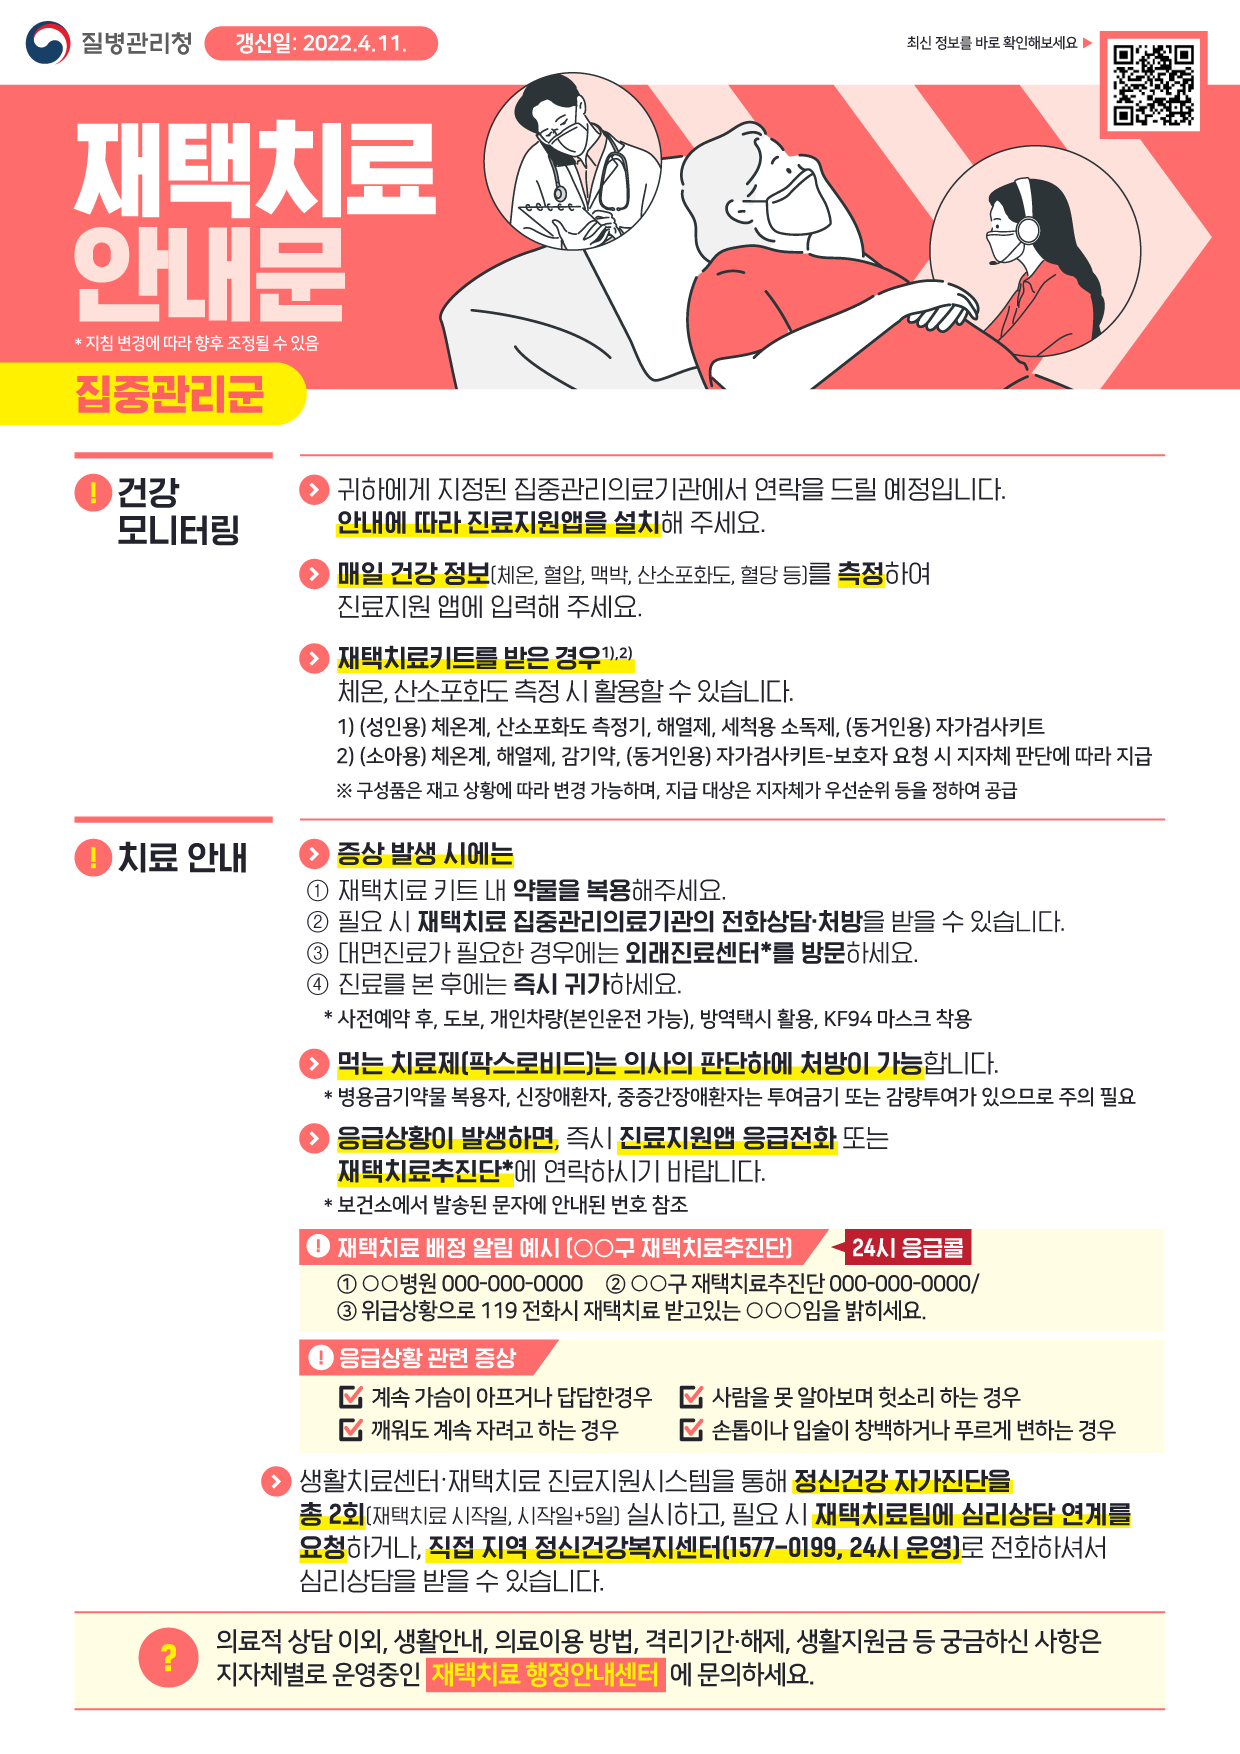 질병관리청
갱신일: 2022.4.11.
최신 정보를 바로 확인해보세요 ▶
재택치료
안내문
* 지침 변경에 따라 향후 조정될 수 있음
집중관리군
! 건강
모니터링
귀하에게 지정된 집중관리의료기관에서 연락을 드릴 예정입니다.
안내에 따라 진료지원앱을 설치해 주세요.
매일 건강 정보(체온, 혈압, 맥박, 산소포화도, 혈당 등)를 측정하여
진료지원 앱에 입력해 주세요.
재택치료키트를 받은 경우1),2)
체온, 산소포화도 측정 시 활용할 수 있습니다.
1) (성인용) 체온계, 산소포화도 측정기, 해열제, 세척용 소독제, (동거인용) 자가검사키트
2) (소아용) 체온계, 해열제, 감기약, (동거인용) 자가검사키트-보호자 요청 시 지자체 판단에 따라 지급
※ 구성품은 재고 상황에 따라 변경 가능하며, 지급 대상은 지자체가 우선순위 등을 정하여 공급
! 치료 안내
증상 발생 시에는
① 재택치료 키트 내 약물을 복용해주세요.
② 필요 시 재택치료 집중관리의료기관의 전화상담·처방을 받을 수 있습니다.
③ 대면진료가 필요한 경우에는 외래진료센터*를 방문하세요.
④ 진료를 본 후에는 즉시 귀가하세요.
* 사전예약 후, 도보, 개인차량(본인운전 가능), 방역택시 활용, KF94 마스크 착용
먹는 치료제(팍스로비드)는 의사의 판단하에 처방이 가능합니다.
* 병용금기약물 복용자, 신장애환자, 중증간장애환자는 투여금기 또는 감량투여가 있으므로 주의 필요
응급상황이 발생하면, 즉시 진료지원앱 응급전화 또는
재택치료추진단*에 연락하시기 바랍니다.
* 보건소에서 발송된 문자에 안내된 번호 참조
! 재택치료 배정 알림 예시 (○○구 재택치료추진단)
24시 응급콜
① ○○병원 000-000-0000 ② ○○구 재택치료추진단 000-000-0000/
③ 위급상황으로 119 전화시 재택치료 받고있는 ○○○임을 밝히세요.
! 응급상황 관련 증상
계속 가슴이 아프거나 답답한경우
사람을 못 알아보며 헛소리 하는 경우
깨워도 계속 자려고 하는 경우
손톱이나 입술이 창백하거나 푸르게 변하는 경우
생활치료센터·재택치료 진료지원시스템을 통해 정신건강 자가진단을
총 2회(재택치료 시작일, 시작일+5일) 실시하고, 필요 시 재택치료팀에 심리상담 연계를
요청하거나, 직접 지역 정신건강복지센터(1577-0199, 24시 운영)로 전화하셔서
심리상담을 받을 수 있습니다.
? 의료적 상담 이외, 생활안내, 의료이용 방법, 격리기간·해제, 생활지원금 등 궁금하신 사항은
지자체별로 운영중인 재택치료 행정안내센터 에 문의하세요.